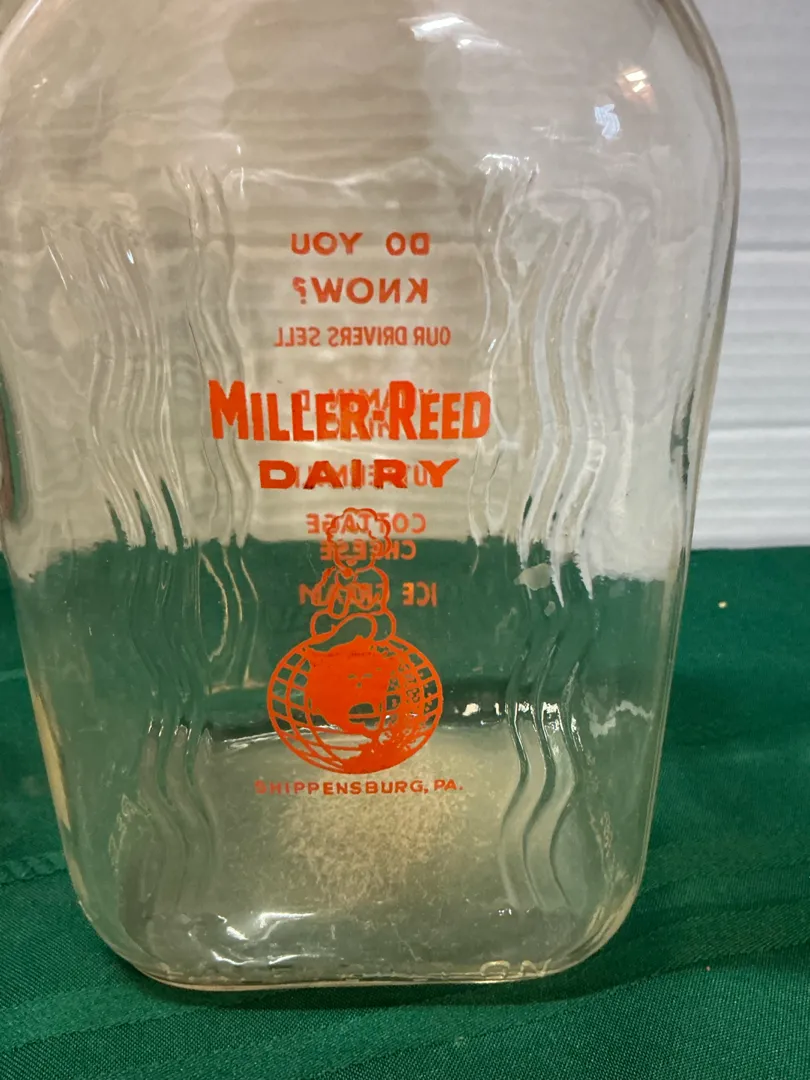 DO YOU
KNOW?
OUR DRIVERS SELL
MILLER-REED
DAIRY
COTTAGE
CHEESE
ICE CREAM
SHIPPENSBURG, PA.